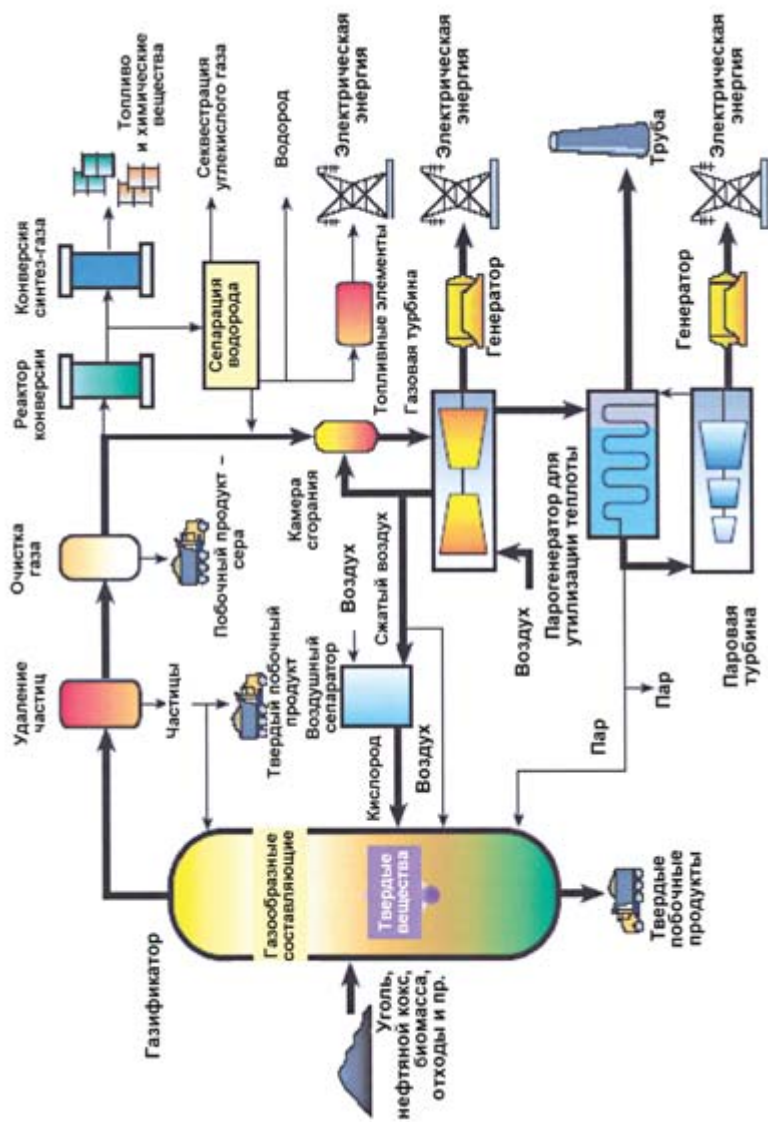 Газификатор
Газообразные
составляющие
Твердые
вещества
Уголь,
нефтяной кокс,
биомасса,
отходы и пр.
Твердые
побочные
продукты
Удаление
частиц
Частицы
Твердый побочный
продукт
Очистка
газа
Побочный продукт –
сера
Реактор
конверсии
Конверсия
синтез-газа
Топливо
и химические
вещества
Сепарация
водорода
Секвестрация
углекислого газа
Водород
Топливные элементы
Электрическая
энергия
Камера
сгорания
Газовая турбина
Генератор
Электрическая
энергия
Воздушный
сепаратор
Воздух
Сжатый воздух
Кислород
Воздух
Воздух
Парогенератор для
утилизации теплоты
Труба
Пар
Пар
Паровая
турбина
Генератор
Электрическая
энергия